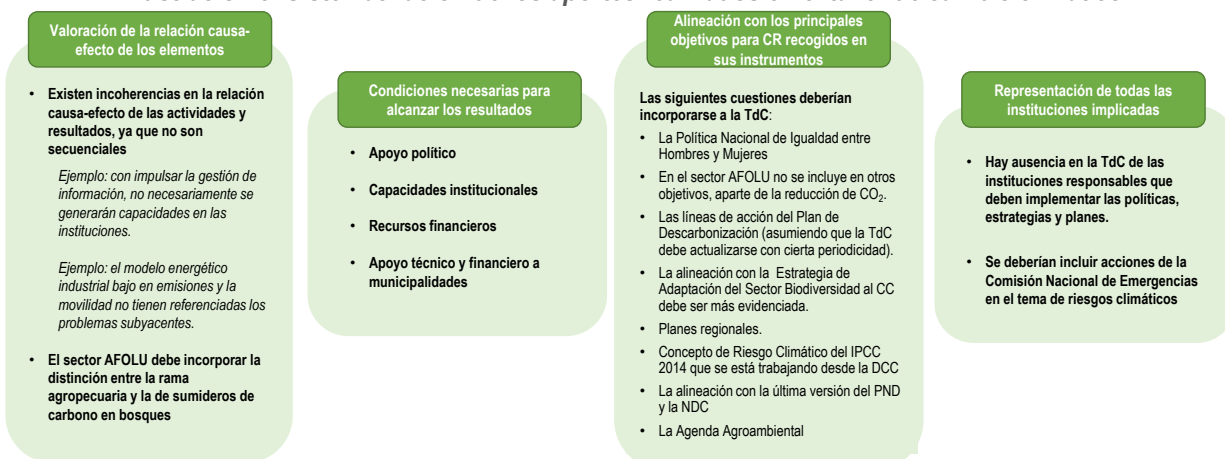 Valoración de la relación causa-
efecto de los elementos
• Existen incoherencias en la relación
causa-efecto de las actividades y
resultados, ya que no son
secuenciales
Ejemplo: con impulsar la gestión de
información, no necesariamente se
generarán capacidades en las
instituciones.
Ejemplo: el modelo energético
industrial bajo en emisiones y la
movilidad no tienen referenciadas los
problemas subyacentes.
• El sector AFOLU debe incorporar la
distinción entre la rama
agropecuaria y la de sumideros de
carbono en bosques
Condiciones necesarias para
alcanzar los resultados
• Apoyo político
• Capacidades institucionales
• Recursos financieros
• Apoyo técnico y financiero a
municipalidades
Alineación con los principales
objetivos para CR recogidos en
sus instrumentos
Las siguientes cuestiones deberían
incorporarse a la TdC:
• La Política Nacional de Igualdad entre
Hombres y Mujeres
• En el sector AFOLU no se incluye en otros
objetivos, aparte de la reducción de CO₂.
• Las líneas de acción del Plan de
Descarbonización (asumiendo que la TdC
debe actualizarse con cierta periodicidad).
• La alineación con la Estrategia de
Adaptación del Sector Biodiversidad al CC
debe ser más evidenciada.
• Planes regionales.
• Concepto de Riesgo Climático del IPCC
2014 que se está trabajando desde la DCC
• La alineación con la última versión del PND
y la NDC
• La Agenda Agroambiental
Representación de todas las
instituciones implicadas
• Hay ausencia en la TdC de las
instituciones responsables que
deben implementar las políticas,
estrategias y planes.
• Se deberían incluir acciones de la
Comisión Nacional de Emergencias
en el tema de riesgos climáticos